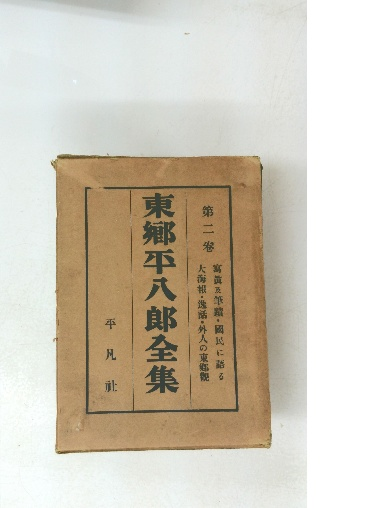 第二卷
寫眞及筆蹟・國民に語る
大海報・逸話・外人の東鄉觀
東鄉平八郎全集
平凡社